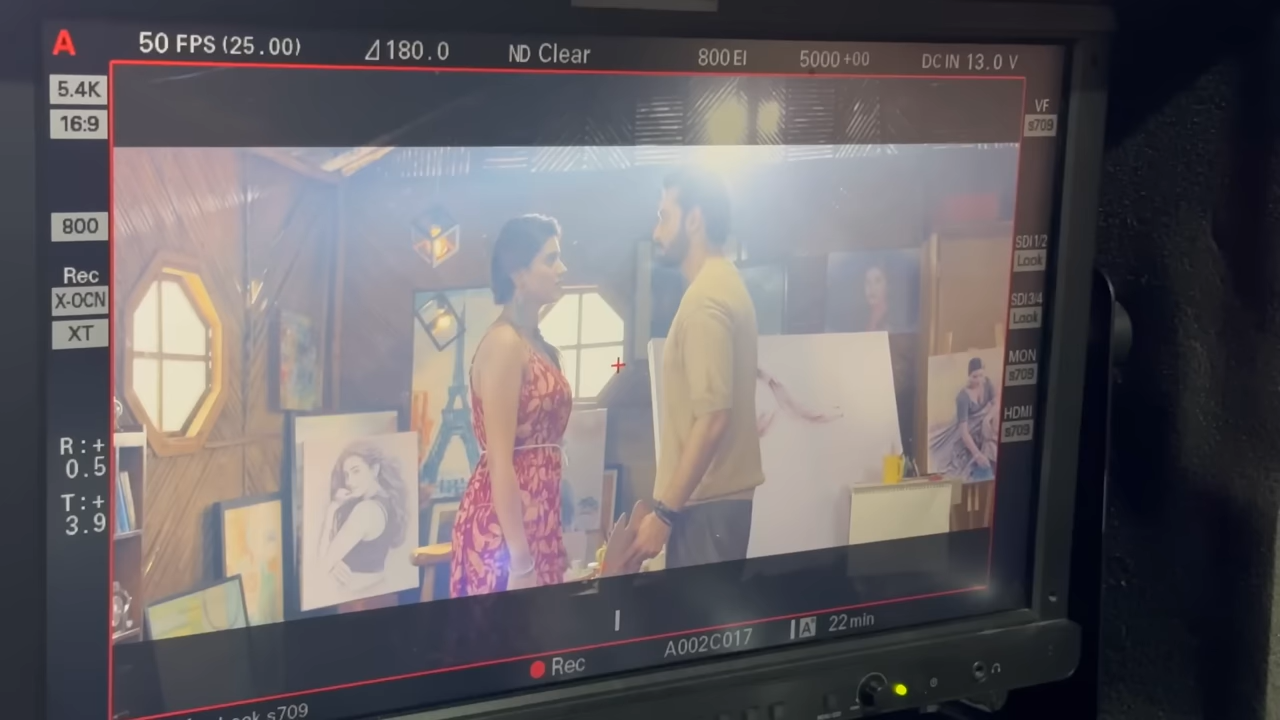 A
50 FPS (25.00)
⊿180.0
ND Clear
800 EI
5000+00
DC IN 13.0 V
5.4K
16:9
800
Rec
X-OCN
XT
R:+
0.5
T:+
3.9
VF
s709
SDI 1/2
Look
SDI 3/4
Look
MON
s709
HDMI
s709
A002C017
A
22 min
Rec
s709